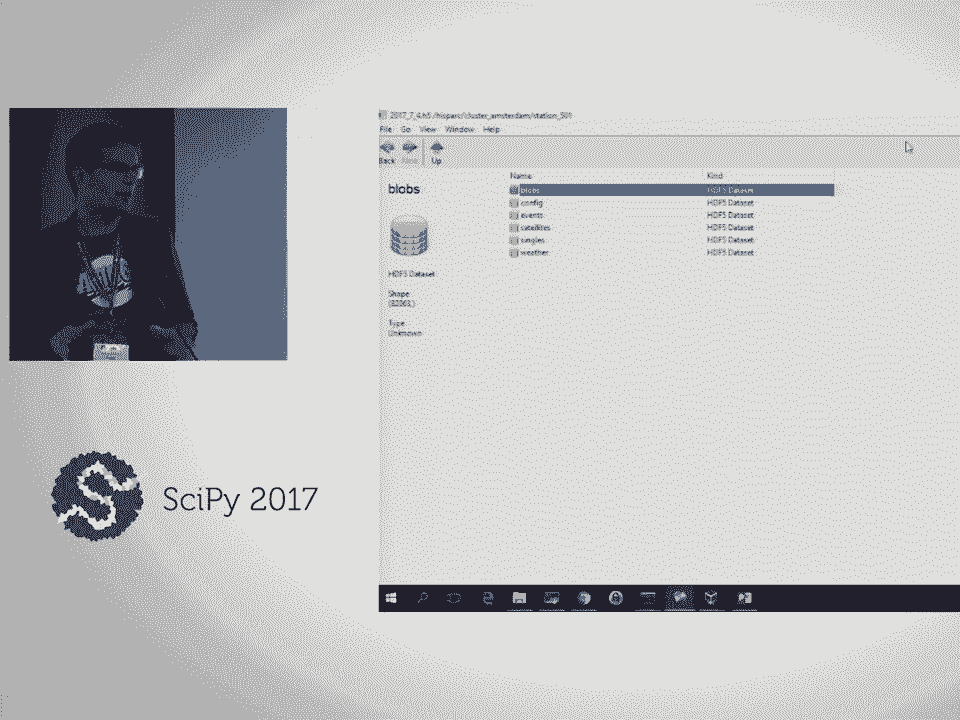 2017_7_4.h5 /hisparc/cluster_amsterdam/station_501
File Go View Window Help
Back Next Up
blobs
HDF5 Dataset
Shape
Type
Unknown
Name Kind
blobs HDF5 Dataset
config HDF5 Dataset
events HDF5 Dataset
satellites HDF5 Dataset
singles HDF5 Dataset
weather HDF5 Dataset
SciPy 2017